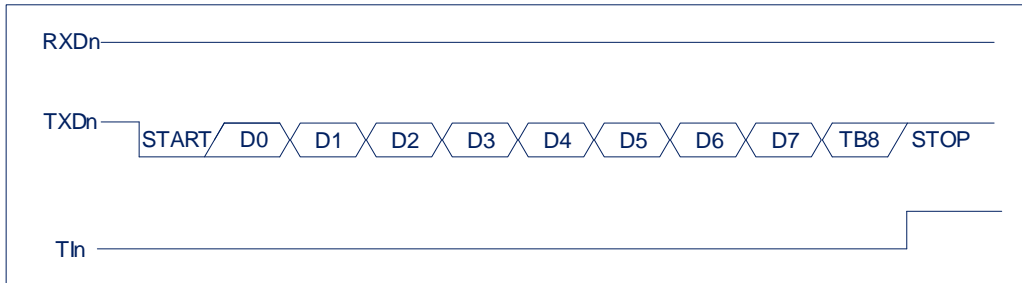 RXDn
TXDn
START D0 D1 D2 D3 D4 D5 D6 D7 TB8 STOP
TIn